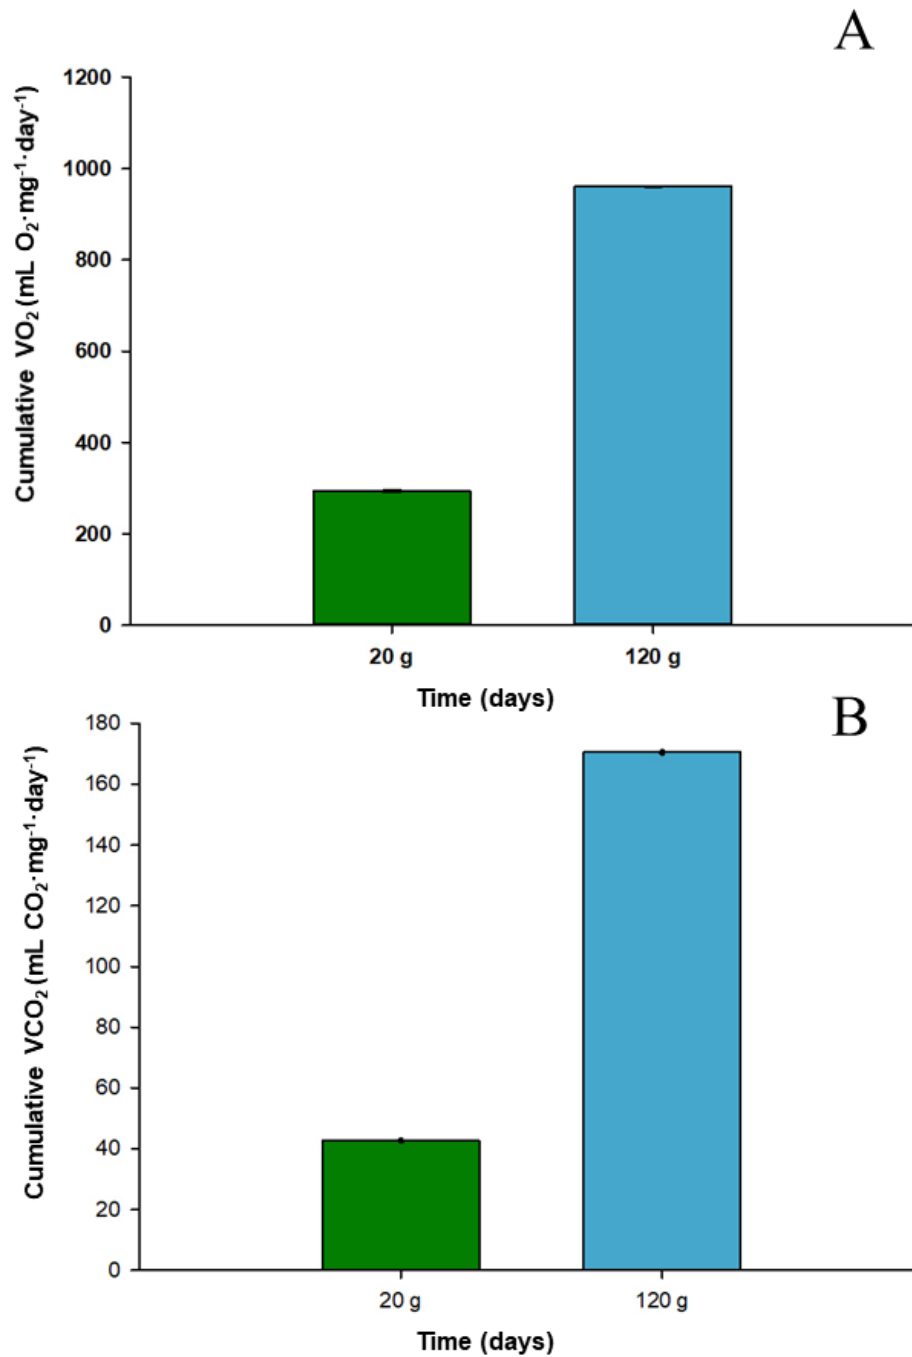 A
Cumulative VO₂ (mL O₂·mg⁻¹·day⁻¹)
1200
1000
800
600
400
200
0
20 g 120 g
Time (days)
B
Cumulative VCO₂ (mL CO₂·mg⁻¹·day⁻¹)
180
160
140
120
100
80
60
40
20
0
20 g 120 g
Time (days)